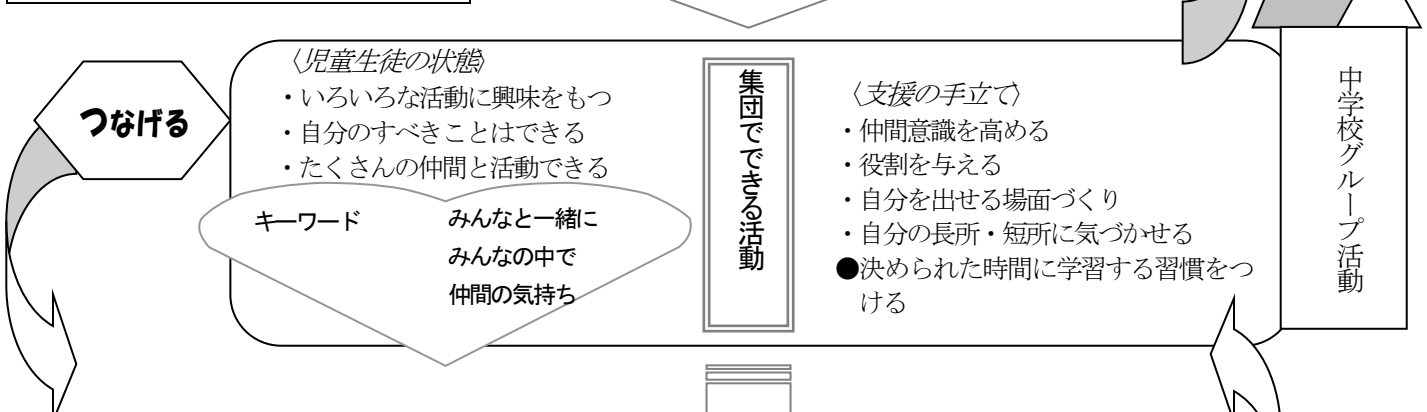 つなげる
〈児童生徒の状態〉
・いろいろな活動に興味をもつ
・自分のすべきことはできる
・たくさんの仲間と活動できる
キーワード
みんなと一緒に
みんなの中で
仲間の気持ち
集団でできる活動
〈支援の手立て〉
・仲間意識を高める
・役割を与える
・自分を出せる場面づくり
・自分の長所・短所に気づかせる
●決められた時間に学習する習慣をつ
ける
中学校グループ活動